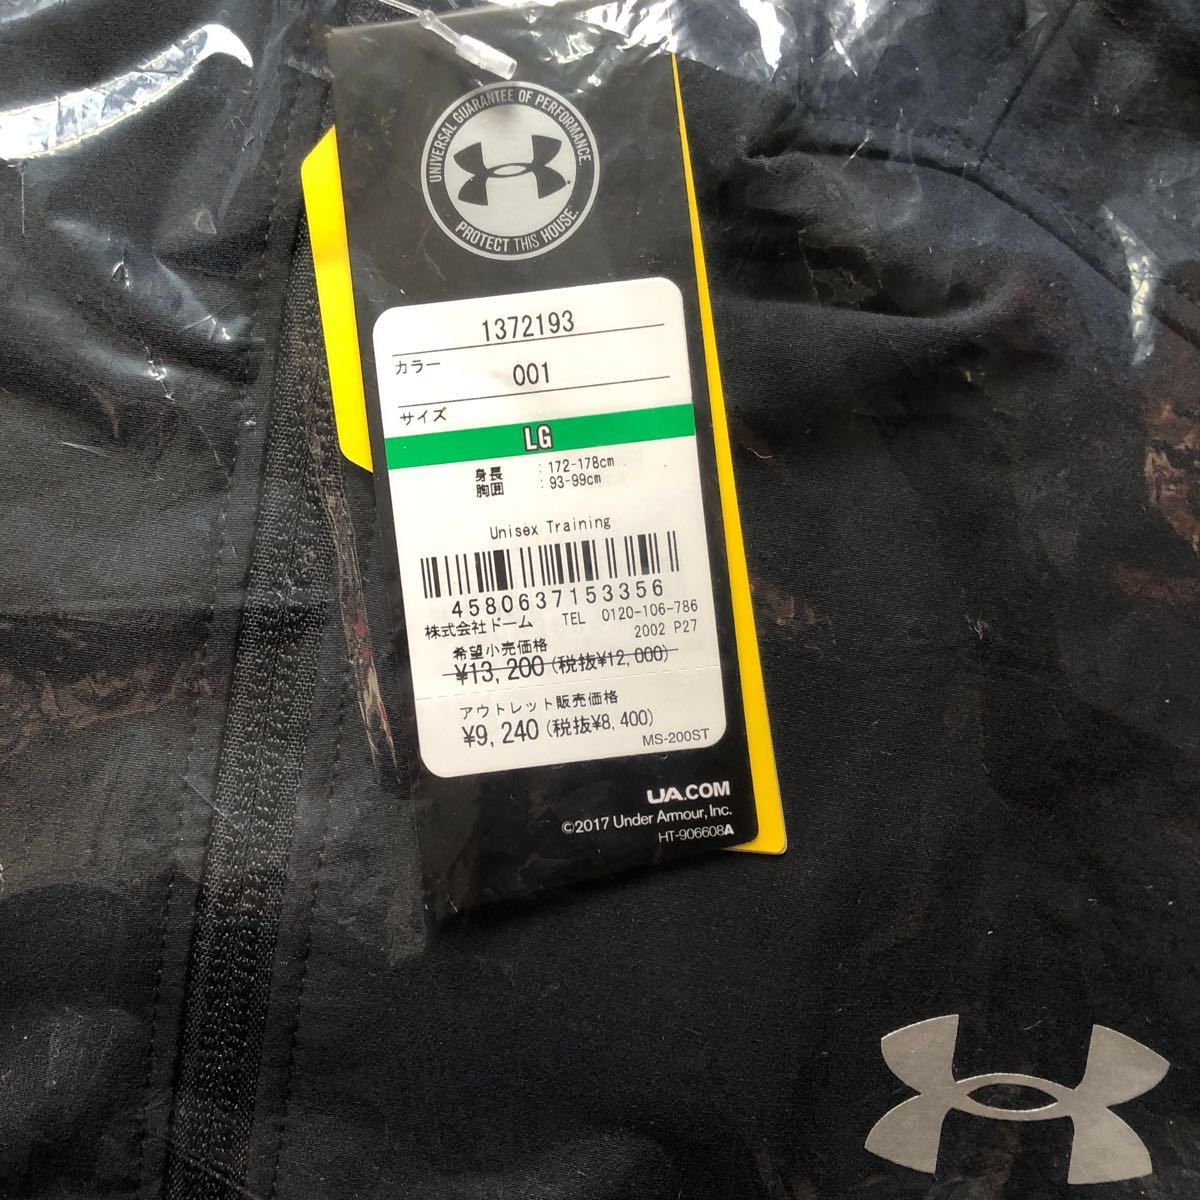 UNIVERSAL GUARANTEE OF PERFORMANCE.
PROTECT THIS HOUSE.
1372193
カラー 001
サイズ
LG
身長 : 172-178cm
胸囲 : 93-99cm
Unisex Training
4580637153356
株式会社ドーム TEL 0120-106-786
2002 P27
希望小売価格
¥13,200(税抜¥12,000)
アウトレット販売価格
¥9,240(税抜¥8,400)
MS-200ST
UA.COM
©2017 Under Armour, Inc.
HT-906608A